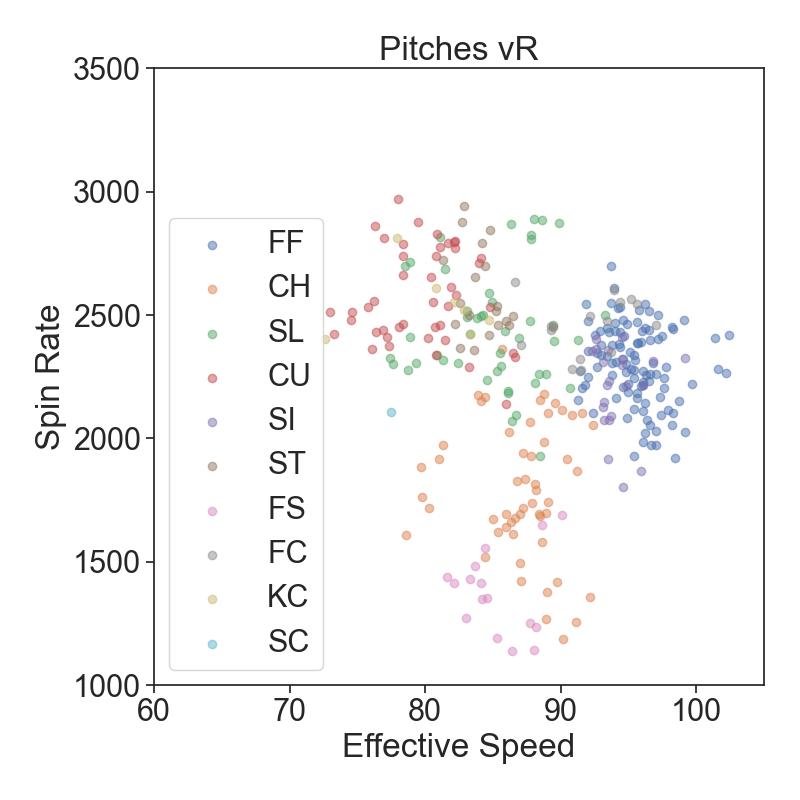 Pitches vR
3500
3000
2500
2000
1500
1000
Spin Rate
FF
CH
SL
CU
SI
ST
FS
FC
KC
SC
60 70 80 90 100
Effective Speed